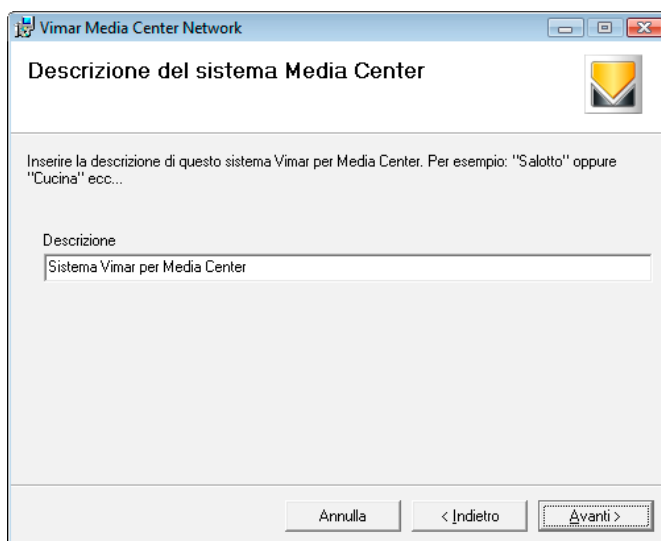 Vimar Media Center Network
Descrizione del sistema Media Center
Inserire la descrizione di questo sistema Vimar per Media Center. Per esempio: "Salotto" oppure
"Cucina" ecc...
Descrizione
Sistema Vimar per Media Center
Annulla
< Indietro
Avanti >